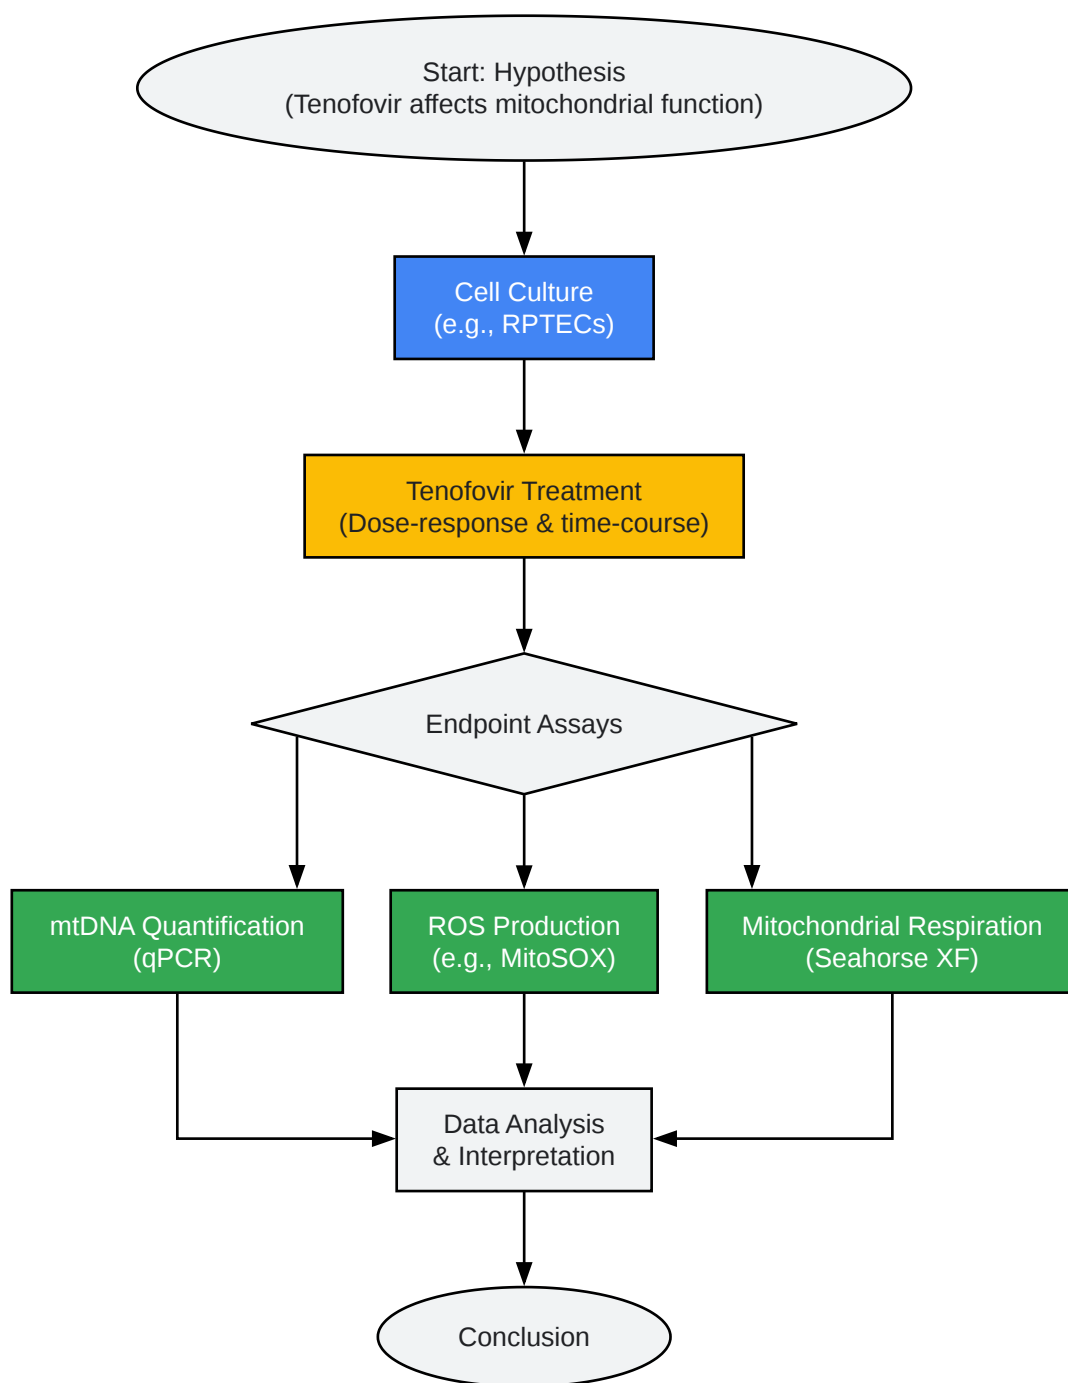 Start: Hypothesis
(Tenofovir affects mitochondrial function)
Cell Culture
(e.g., RPTECs)
Tenofovir Treatment
(Dose-response & time-course)
Endpoint Assays
mtDNA Quantification
(qPCR)
ROS Production
(e.g., MitoSOX)
Mitochondrial Respiration
(Seahorse XF)
Data Analysis
& Interpretation
Conclusion